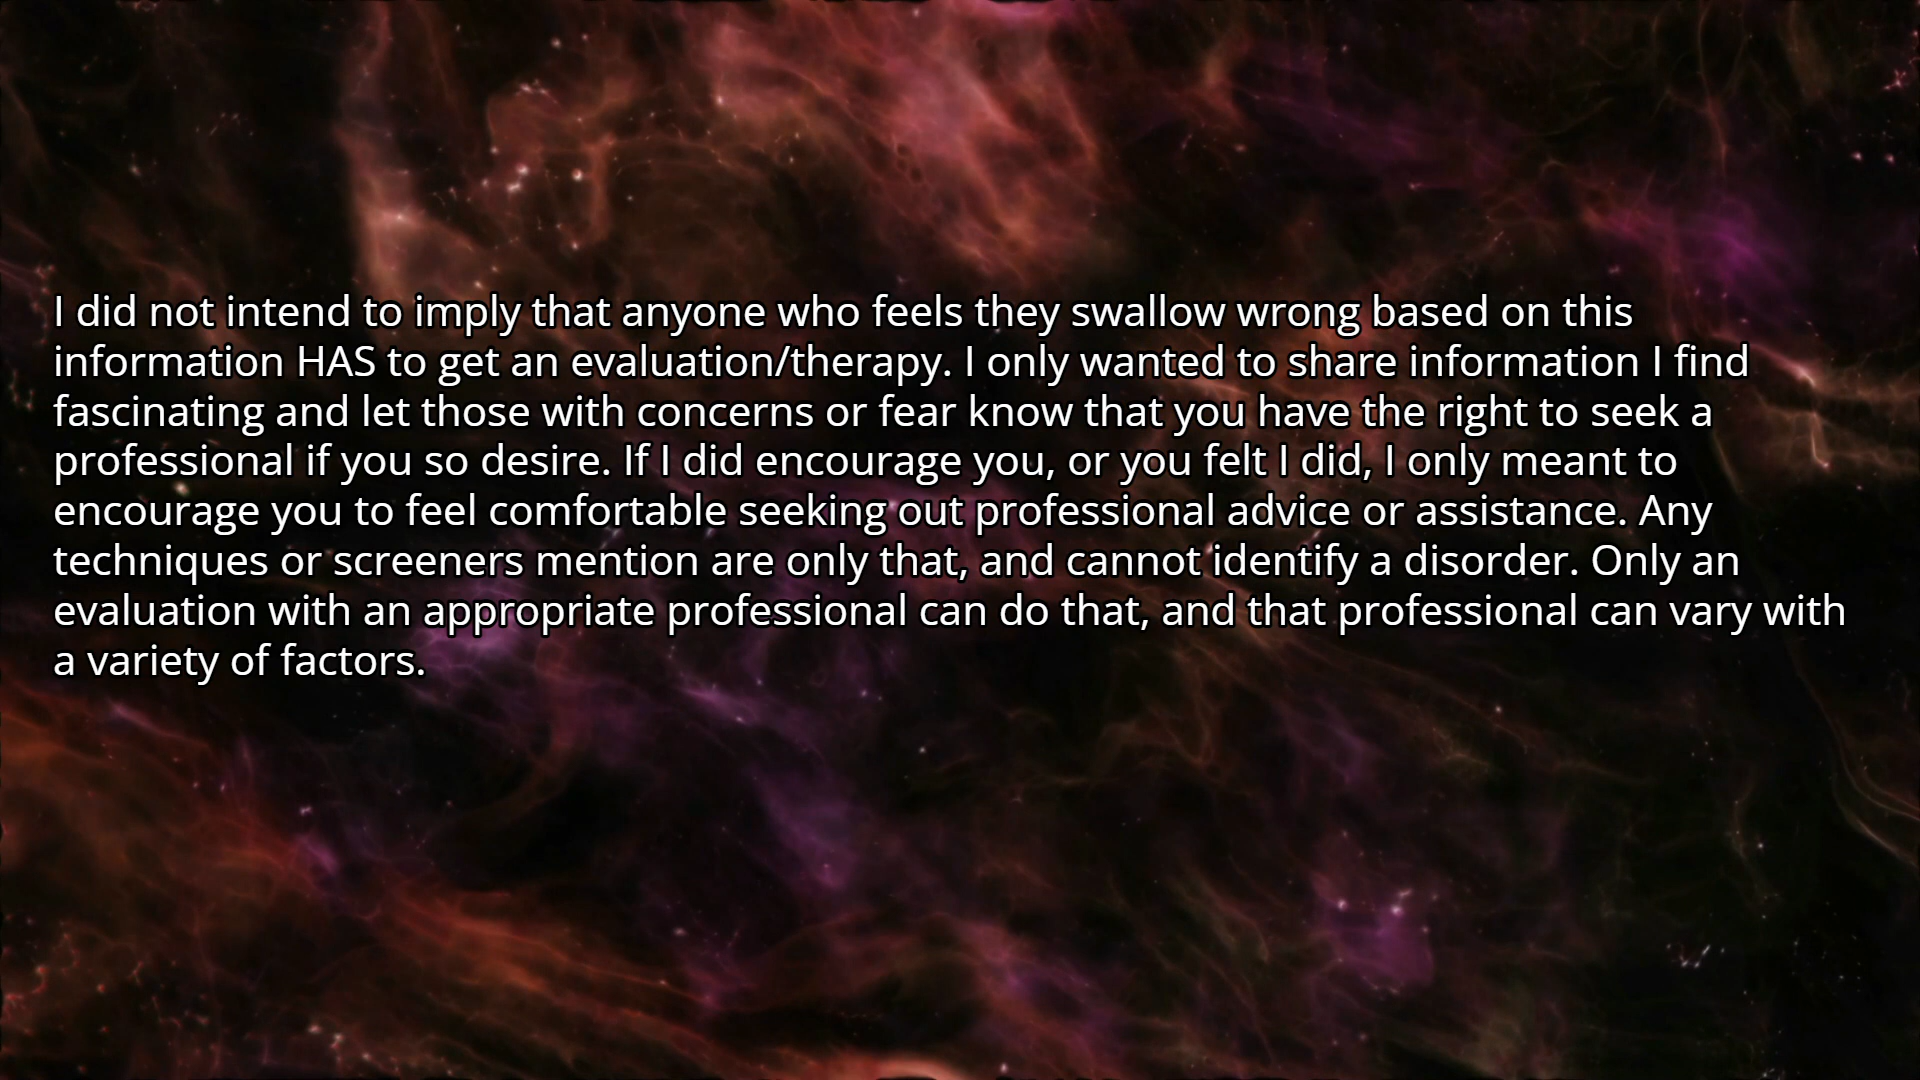 I did not intend to imply that anyone who feels they swallow wrong based on this
information HAS to get an evaluation/therapy. I only wanted to share information I find
fascinating and let those with concerns or fear know that you have the right to seek a
professional if you so desire. If I did encourage you, or you felt I did, I only meant to
encourage you to feel comfortable seeking out professional advice or assistance. Any
techniques or screeners mention are only that, and cannot identify a disorder. Only an
evaluation with an appropriate professional can do that, and that professional can vary with
a variety of factors.